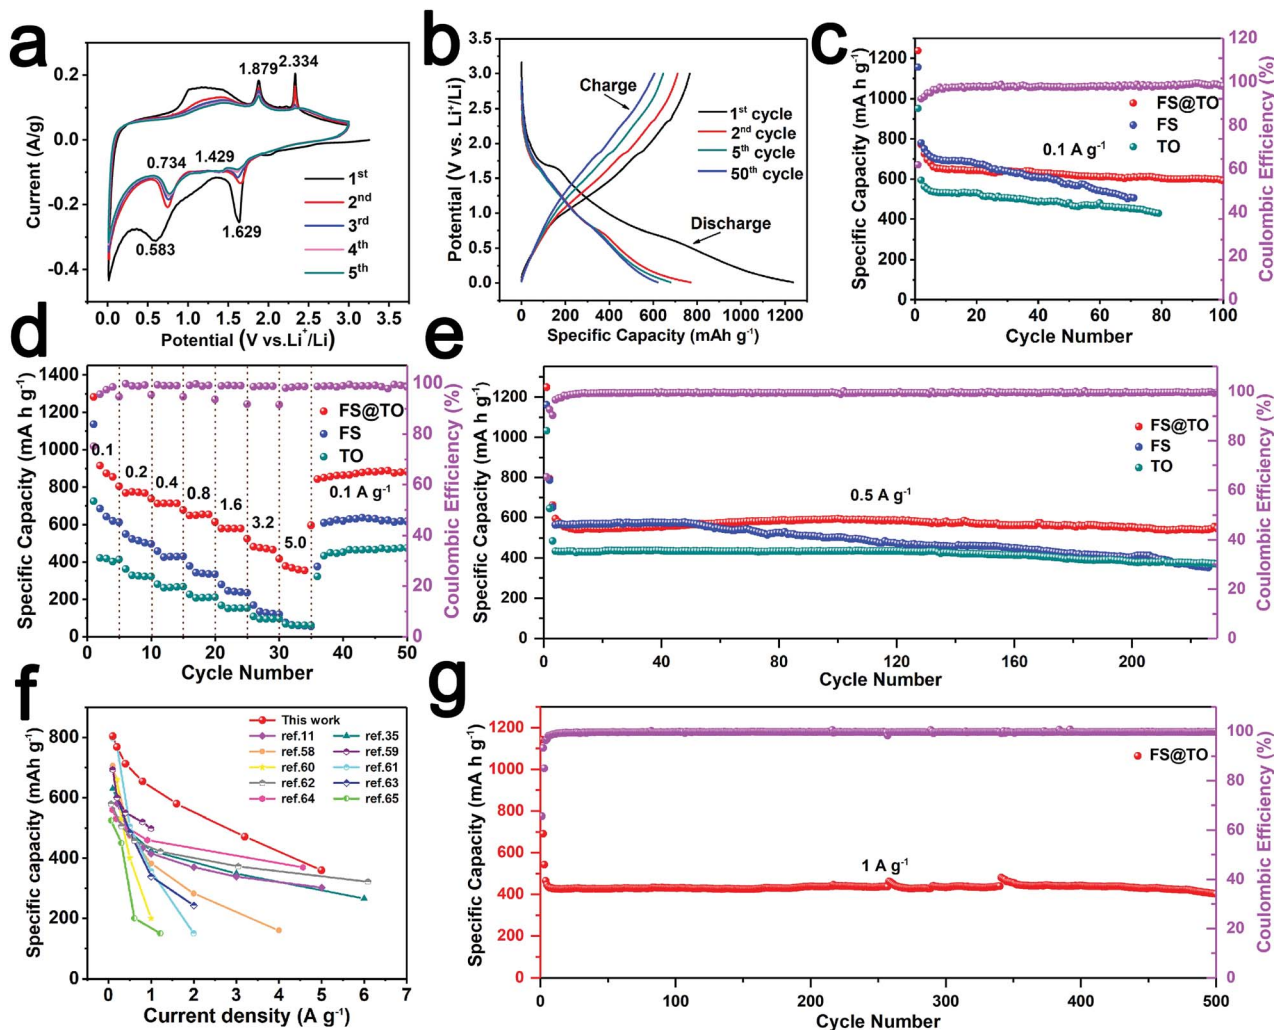 a
0.2
0.0
-0.2
-0.4
Current (A/g)
0.0 0.5 1.0 1.5 2.0 2.5 3.0 3.5
Potential (V vs.Li⁺/Li)
1.879
2.334
0.734
1.429
0.583
1.629
1st
2nd
3rd
4th
5th
b
3.5
3.0
2.5
2.0
1.5
1.0
0.5
0.0
Potential (V vs. Li⁺/Li)
0 200 400 600 800 1000 1200
Specific Capacity (mAh g⁻¹)
Charge
Discharge
1st cycle
2nd cycle
5th cycle
50th cycle
c
1200
1000
800
600
400
200
0
Specific Capacity (mA h g⁻¹)
0 20 40 60 80 100
Cycle Number
FS@TO
FS
TO
0.1 A g⁻¹
120
100
80
60
40
20
0
Coulombic Efficiency (%)
d
1400
1200
1000
800
600
400
200
0
Specific Capacity (mA h g⁻¹)
0 10 20 30 40 50
Cycle Number
FS@TO
FS
TO
0.1
0.2
0.4
0.8
1.6
3.2
5.0
0.1 A g⁻¹
100
80
60
40
20
0
Coulombic Efficiency (%)
e
1200
1000
800
600
400
200
0
Specific Capacity (mA h g⁻¹)
0 40 80 120 160 200
Cycle Number
0.5 A g⁻¹
FS@TO
FS
TO
100
80
60
40
20
0
Coulombic Efficiency (%)
f
800
600
400
200
0
Specific capacity (mAh g⁻¹)
0 1 2 3 4 5 6 7
Current density (A g⁻¹)
This work
ref.11 ref.35
ref.58 ref.59
ref.60 ref.61
ref.62 ref.63
ref.64 ref.65
g
1200
1000
800
600
400
200
0
Specific Capacity (mA h g⁻¹)
0 100 200 300 400 500
Cycle Number
1 A g⁻¹
FS@TO
100
80
60
40
20
0
Coulombic Efficiency (%)